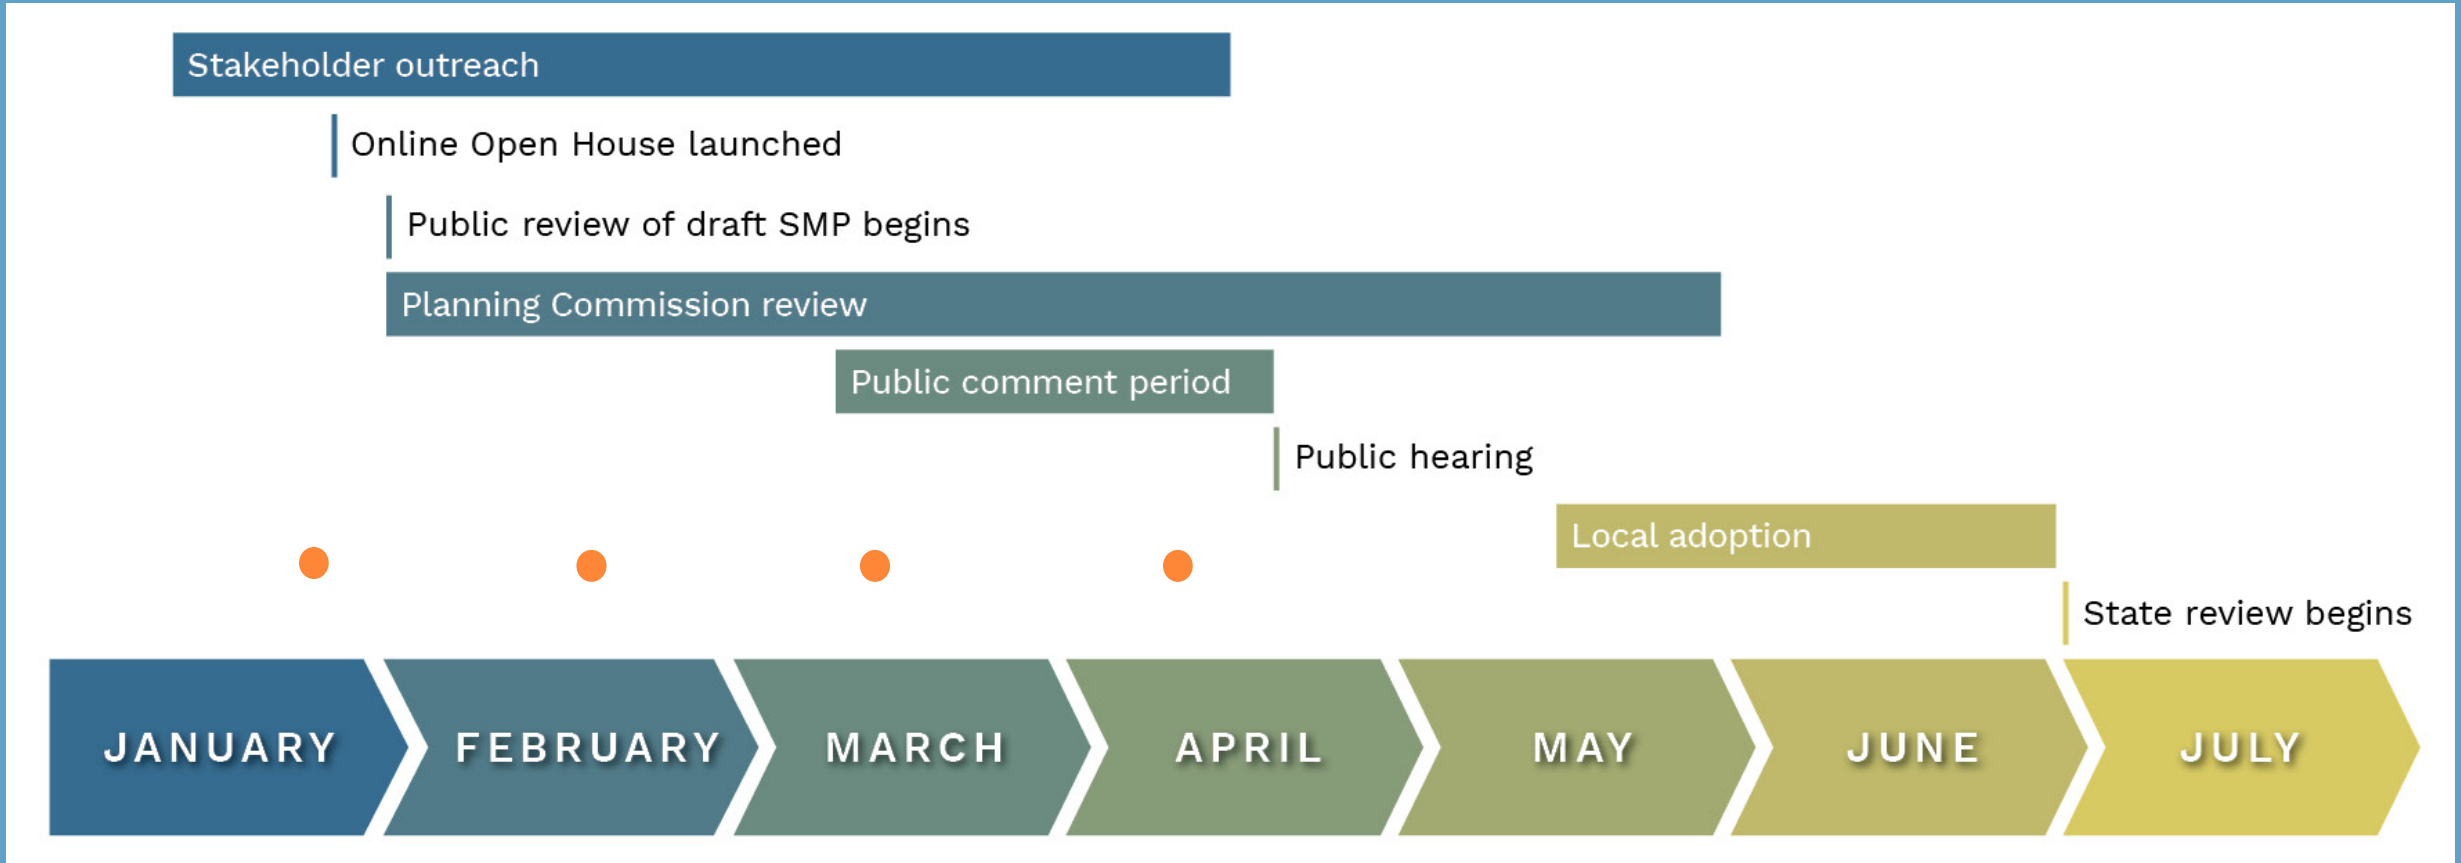 Stakeholder outreach
Online Open House launched
Public review of draft SMP begins
Planning Commission review
Public comment period
Public hearing
Local adoption
State review begins
JANUARY
FEBRUARY
MARCH
APRIL
MAY
JUNE
JULY